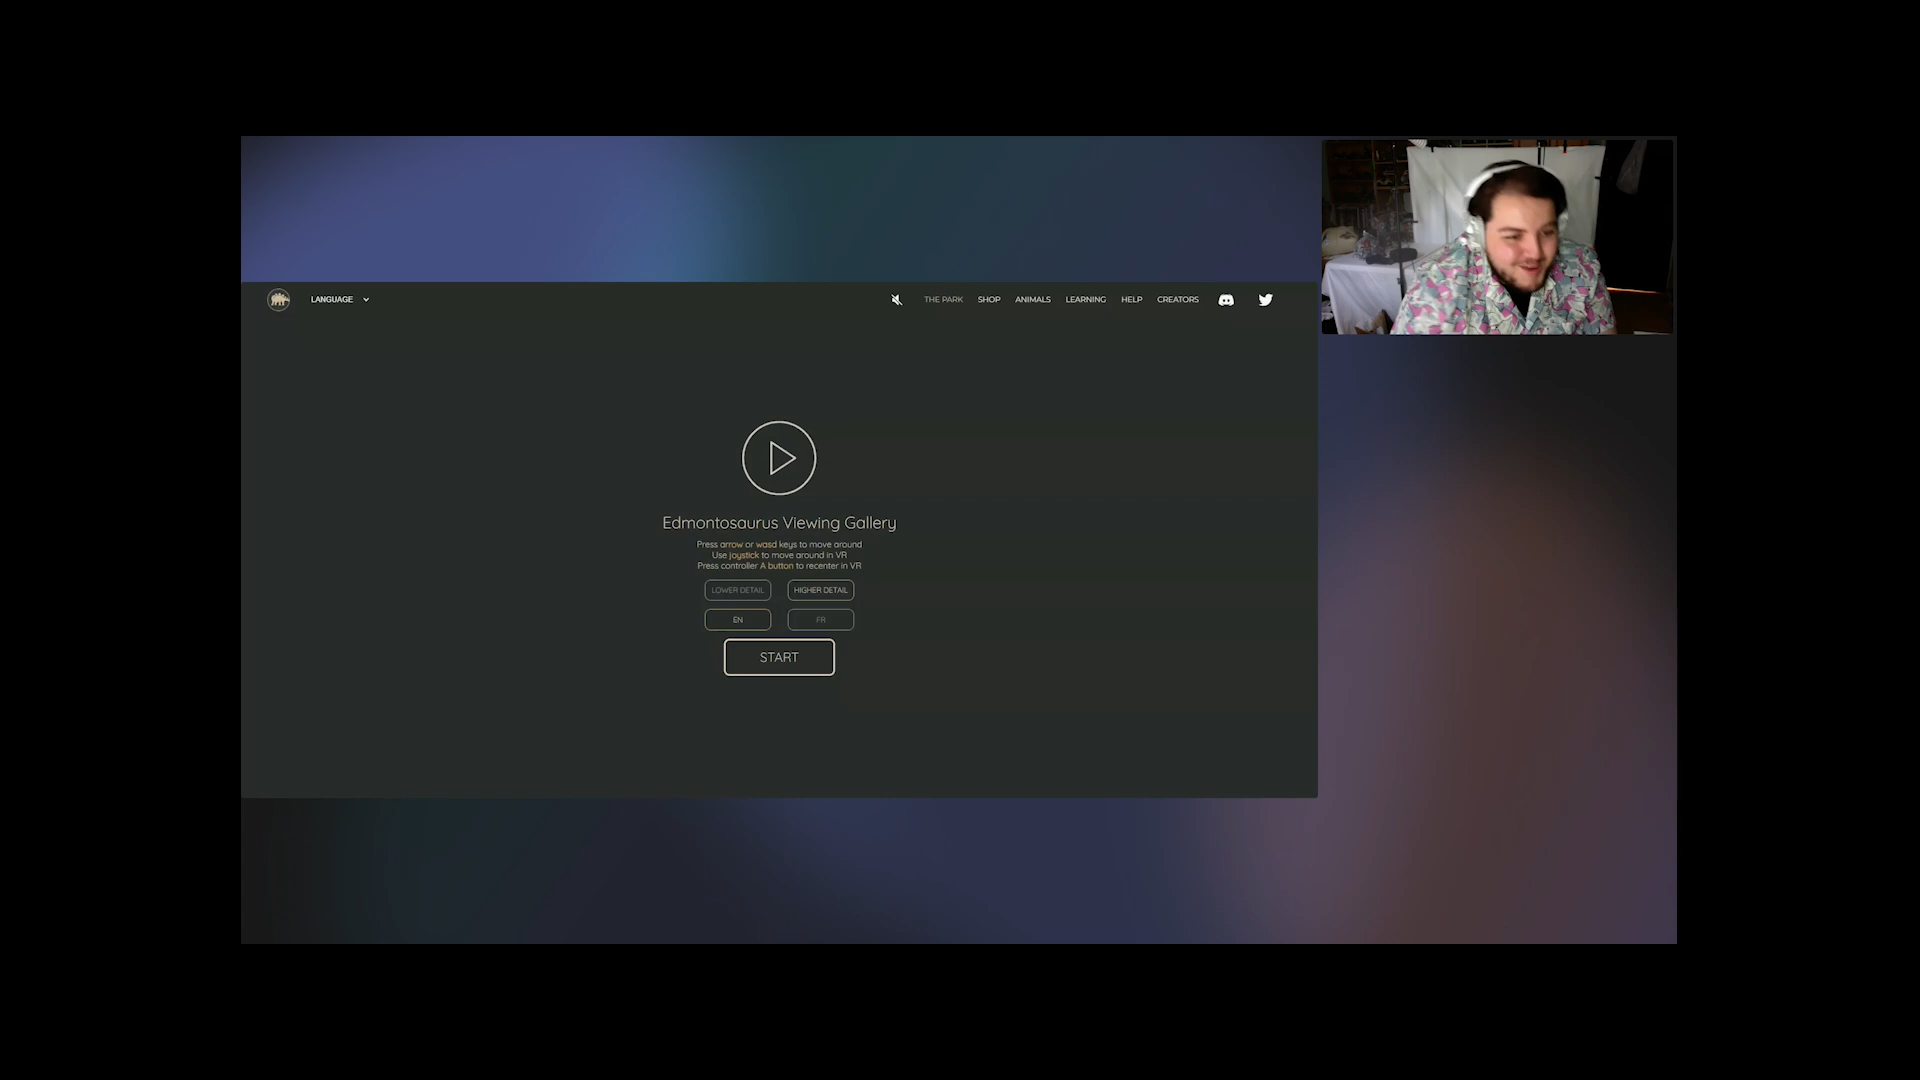 LANGUAGE
THE PARK SHOP ANIMALS LEARNING HELP CREATORS
Edmontosaurus Viewing Gallery
Press arrow or wasd keys to move around
Use joystick to move around in VR
Press controller A button to recenter in VR
LOWER DETAIL HIGHER DETAIL
EN FR
START